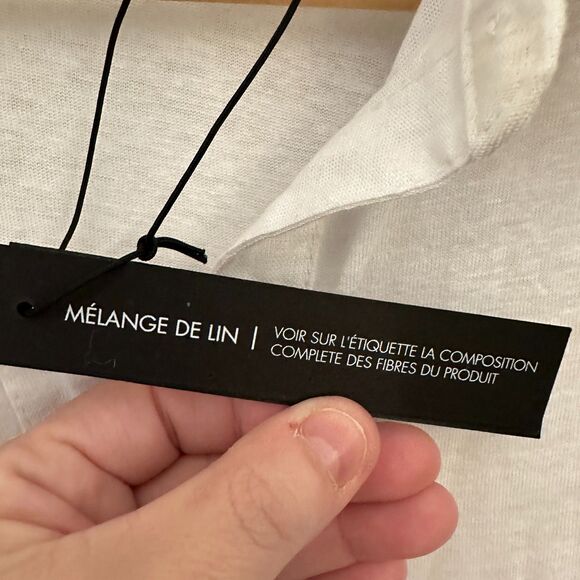 MÉLANGE DE LIN |
VOIR SUR L'ÉTIQUETTE LA COMPOSITION
COMPLETE DES FIBRES DU PRODUIT